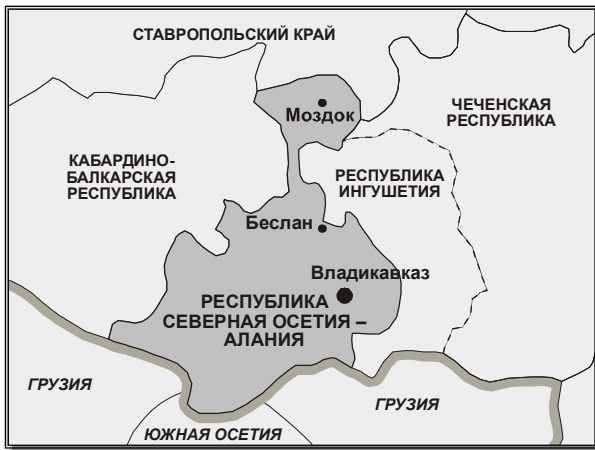 СТАВРОПОЛЬСКИЙ КРАЙ
Моздок
ЧЕЧЕНСКАЯ
РЕСПУБЛИКА
КАБАРДИНО-
БАЛКАРСКАЯ
РЕСПУБЛИКА
РЕСПУБЛИКА
ИНГУШЕТИЯ
Беслан
Владикавказ
РЕСПУБЛИКА
СЕВЕРНАЯ ОСЕТИЯ –
АЛАНИЯ
ГРУЗИЯ
ГРУЗИЯ
ЮЖНАЯ ОСЕТИЯ